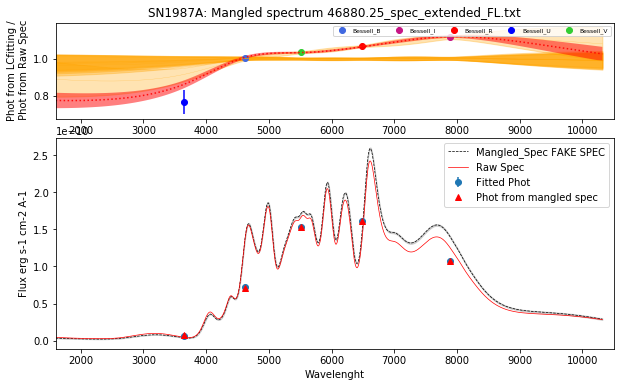 SN1987A: Mangled spectrum 46880.25_spec_extended_FL.txt
Bessell_B
Bessell_I
Bessell_R
Bessell_U
Bessell_V
Phot from LCfitting /
Phot from Raw Spec
1.0
0.8
2000 3000 4000 5000 6000 7000 8000 9000 10000
1e-10
Mangled_Spec FAKE SPEC
Raw Spec
Fitted Phot
Phot from mangled spec
Flux erg s-1 cm-2 A-1
2.5
2.0
1.5
1.0
0.5
0.0
2000 3000 4000 5000 6000 7000 8000 9000 10000
Wavelenght